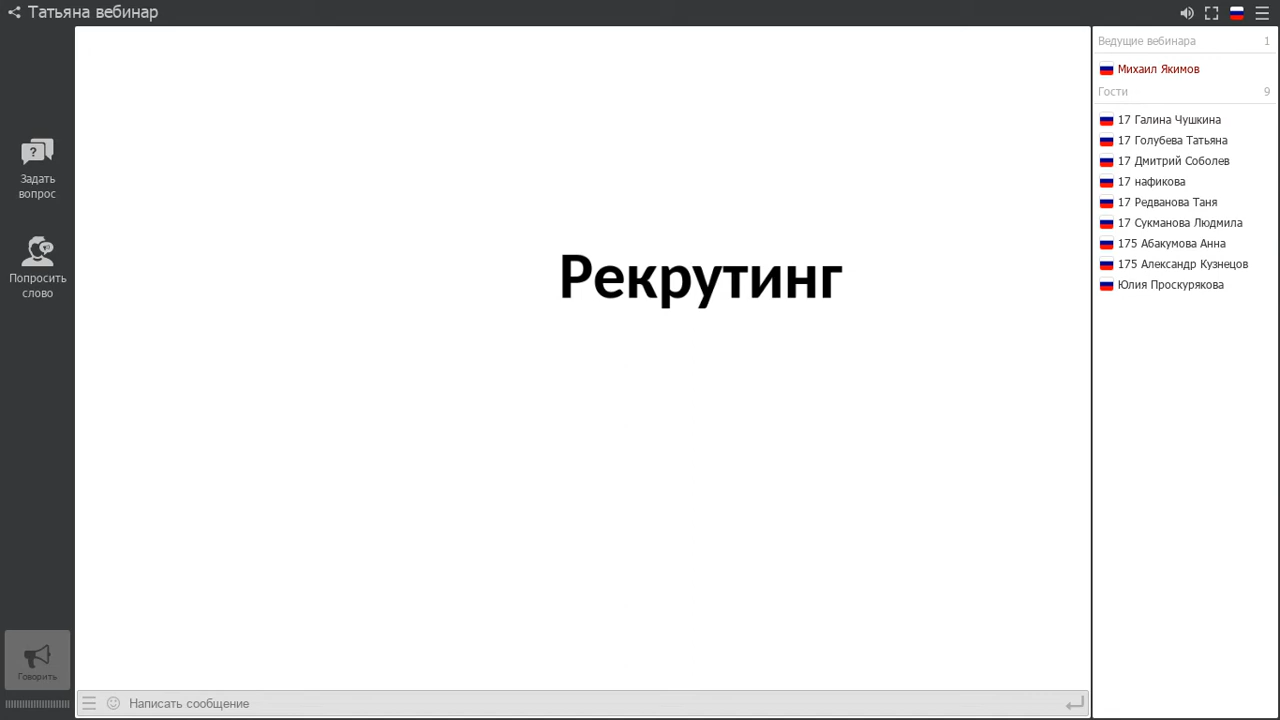 Татьяна вебинар
Задать
вопрос
Попросить
слово
Говорить
Рекрутинг
Написать сообщение
Ведущие вебинара 1
Михаил Якимов
Гости 9
17 Галина Чушкина
17 Голубева Татьяна
17 Дмитрий Соболев
17 нафикова
17 Редванова Таня
17 Сукманова Людмила
175 Абакумова Анна
175 Александр Кузнецов
Юлия Проскурякова